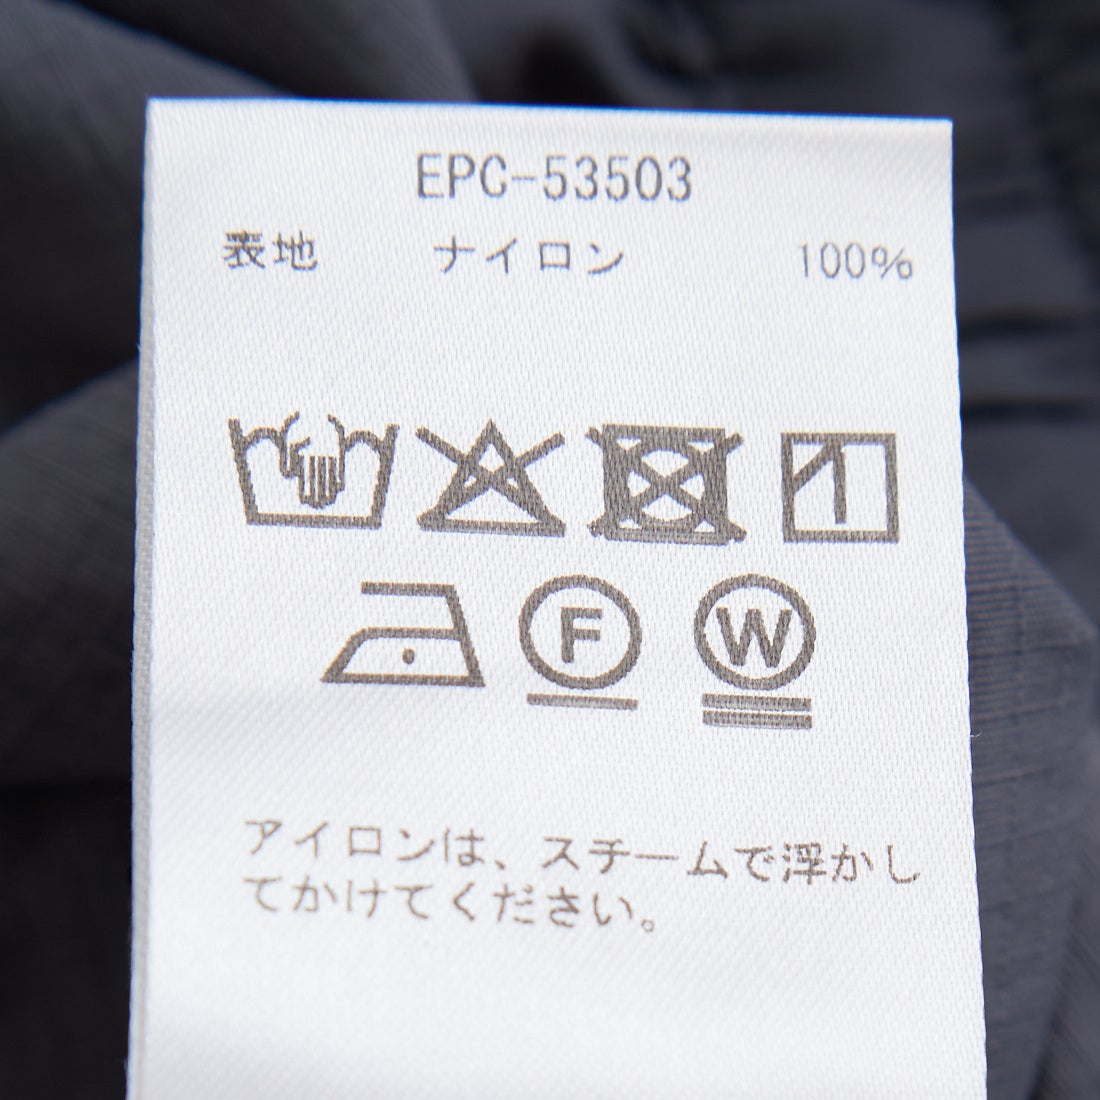 EPC-53503
表地 ナイロン 100%
F W
アイロンは、スチームで浮かし
てかけてください。